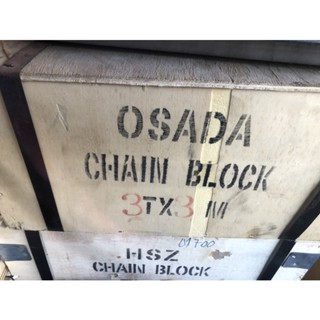 OSADA
CHAIN BLOCK
3TX3 M
HSZ
CHAIN BLOCK